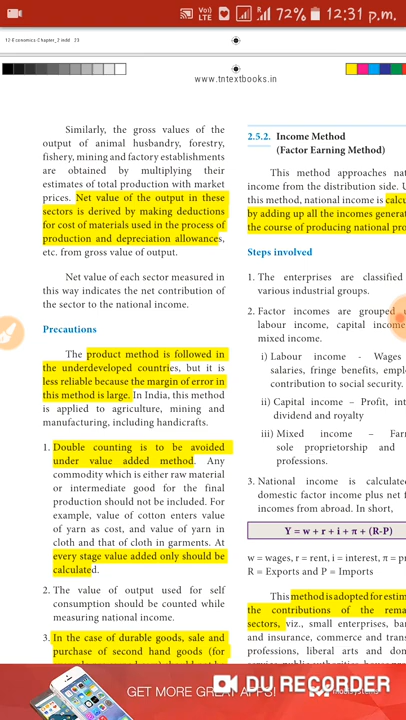 Vo)
LTE
R
72%
12:31 p.m.
12-Economics-Chapter_2.indd 23
www.tntextbooks.in
Similarly, the gross values of the
output of animal husbandry, forestry,
fishery, mining and factory establishments
are obtained by multiplying their
estimates of total production with market
prices. Net value of the output in these
sectors is derived by making deductions
for cost of materials used in the process of
production and depreciation allowances,
etc. from gross value of output.
Net value of each sector measured in
this way indicates the net contribution of
the sector to the national income.
Precautions
The product method is followed in
the underdeveloped countries, but it is
less reliable because the margin of error in
this method is large. In India, this method
is applied to agriculture, mining and
manufacturing, including handicrafts.
1. Double counting is to be avoided
under value added method. Any
commodity which is either raw material
or intermediate good for the final
production should not be included. For
example, value of cotton enters value
of yarn as cost, and value of yarn in
cloth and that of cloth in garments. At
every stage value added only should be
calculated.
2. The value of output used for self
consumption should be counted while
measuring national income.
3. In the case of durable goods, sale and
purchase of second hand goods (for
2.5.2. Income Method
(Factor Earning Method)
This method approaches
income from the distribution side.
this method, national income is
by adding up all the incomes
the course of producing national
Steps involved
1. The enterprises are classified
various industrial groups.
2. Factor incomes are grouped
labour income, capital income
mixed income.
i) Labour income - Wages
salaries, fringe benefits,
contribution to social security.
ii) Capital income – Profit,
dividend and royalty
iii) Mixed income –
sole proprietorship and
professions.
3. National income is
domestic factor income plus net
incomes from abroad. In short,
Y = w + r + i + π + (R-P)
w = wages, r = rent, i = interest, π =
R = Exports and P = Imports
This method is adopted for
the contributions of the
sectors, viz., small enterprises,
and insurance, commerce and
professions, liberal arts and
GET MORE GREAT APPS!
DU RECORDER